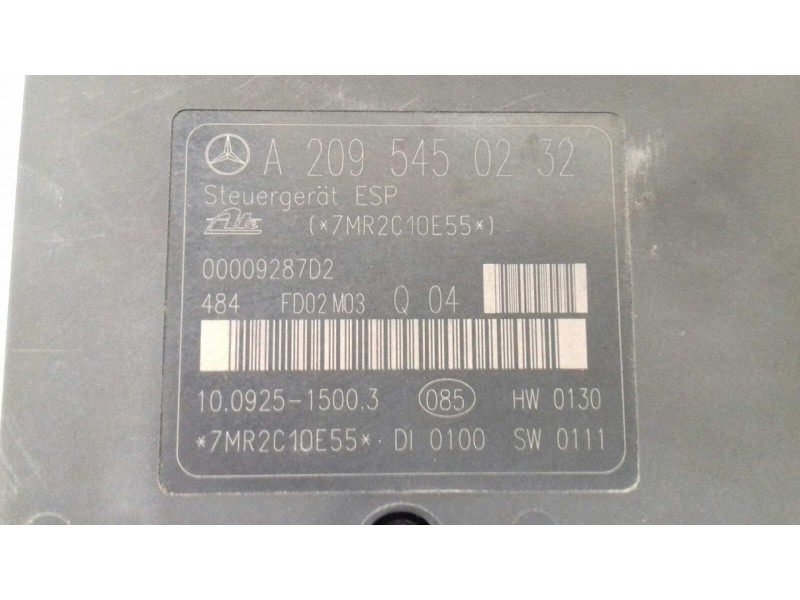 A 209 545 02 32
Steuergerät ESP
Ate (*7MR2C10E55*)
00009287D2
484 FD02 M03 Q 04
10.0925-1500.3 085 HW 0130
*7MR2C10E55* DI 0100 SW 0111